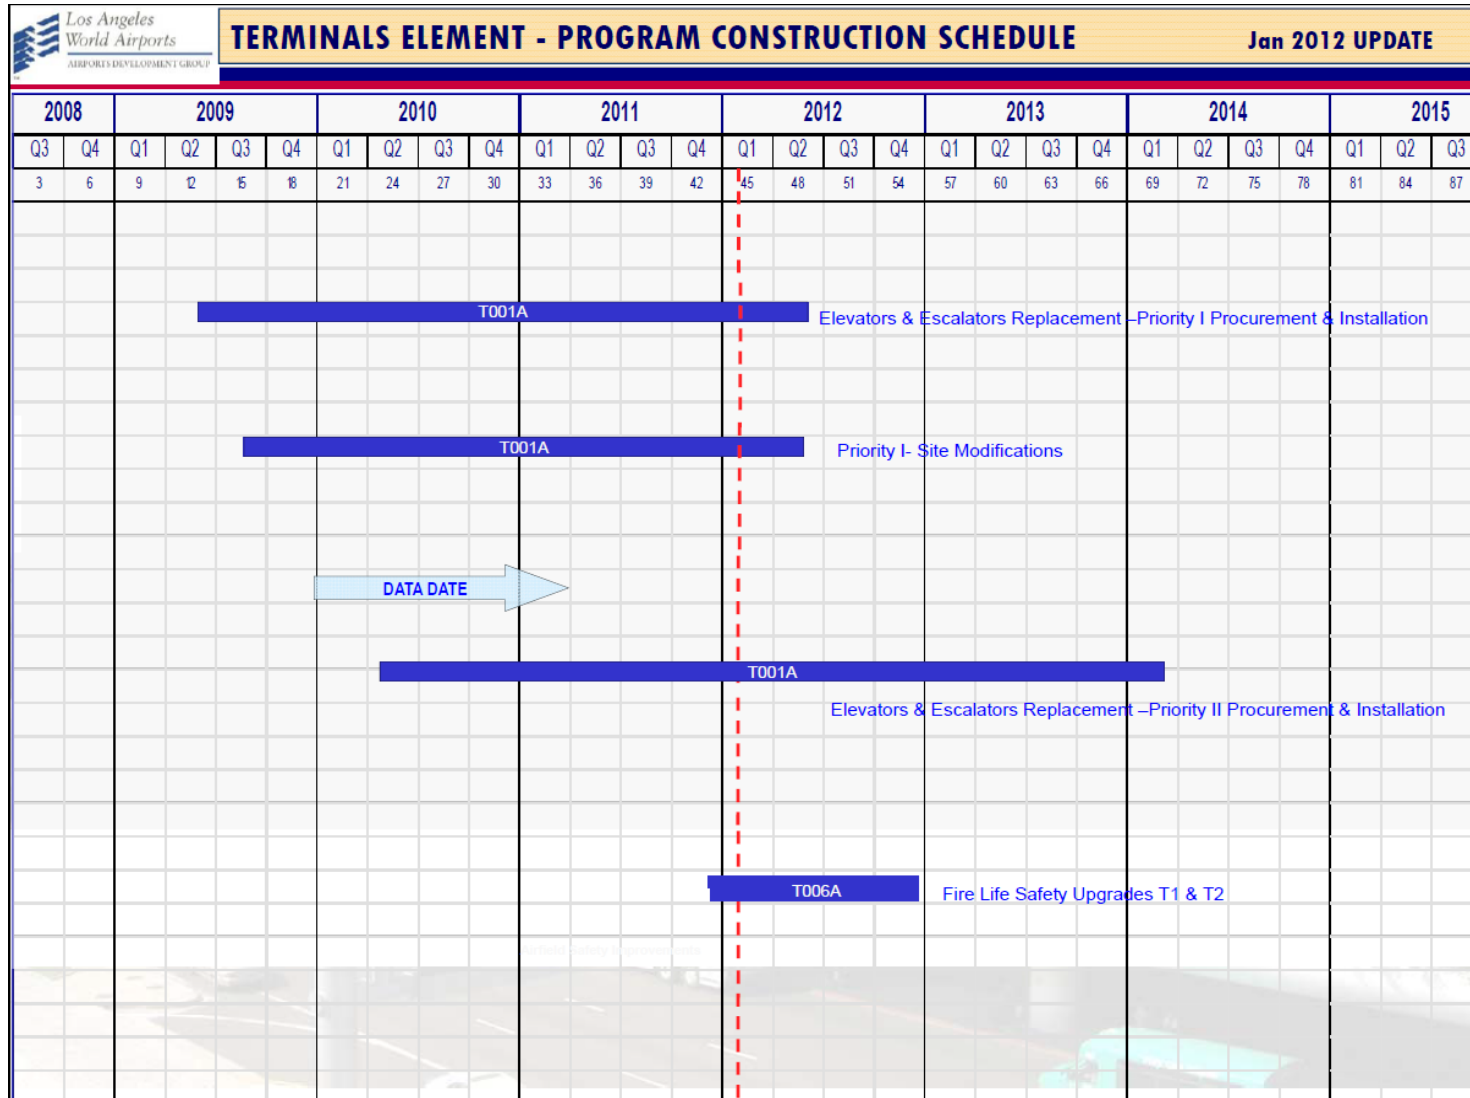 Los Angeles
World Airports
AIRPORTS DEVELOPMENT GROUP
TERMINALS ELEMENT - PROGRAM CONSTRUCTION SCHEDULE
Jan 2012 UPDATE
2008 2009 2010 2011 2012 2013 2014 2015
Q3 Q4 Q1 Q2 Q3 Q4 Q1 Q2 Q3 Q4 Q1 Q2 Q3 Q4 Q1 Q2 Q3 Q4 Q1 Q2 Q3 Q4 Q1 Q2 Q3 Q4 Q1 Q2 Q3
3 6 9 12 15 18 21 24 27 30 33 36 39 42 45 48 51 54 57 60 63 66 69 72 75 78 81 84 87
T001A
Elevators & Escalators Replacement –Priority I Procurement & Installation
T001A
Priority I- Site Modifications
DATA DATE
T001A
Elevators & Escalators Replacement –Priority II Procurement & Installation
T006A
Fire Life Safety Upgrades T1 & T2